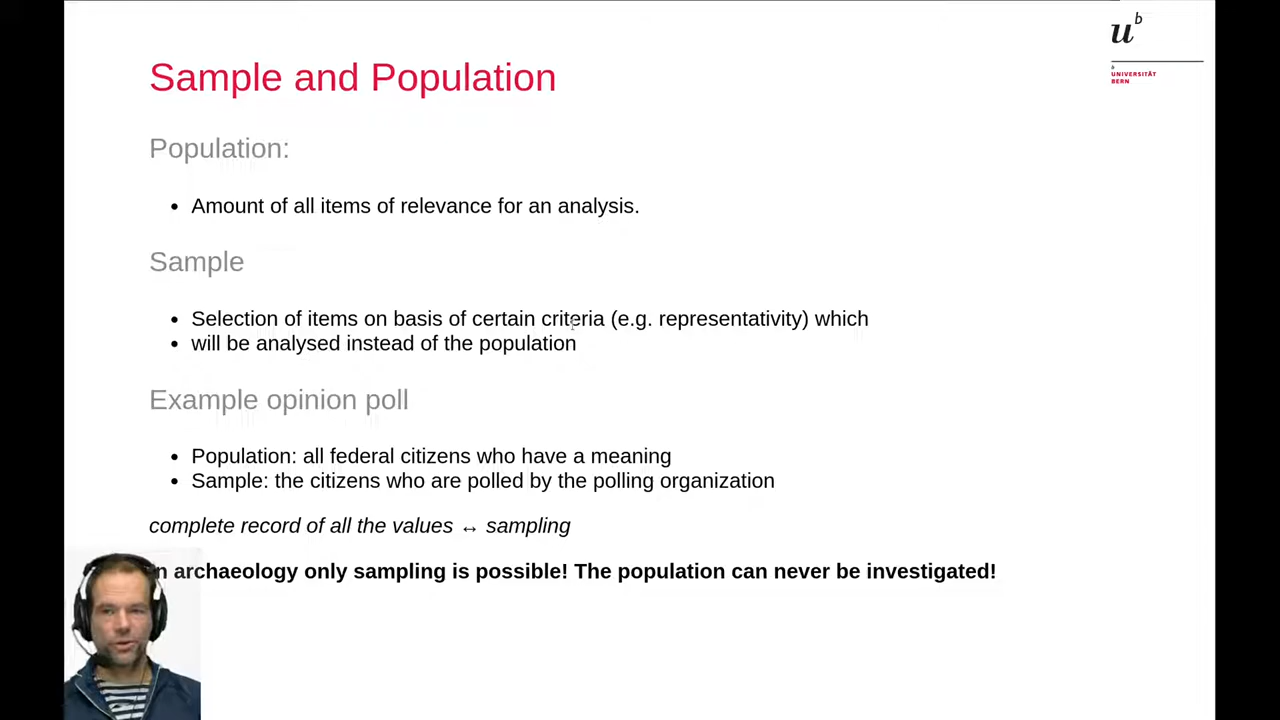 u b
b
UNIVERSITÄT
BERN
Sample and Population
Population:
• Amount of all items of relevance for an analysis.
Sample
• Selection of items on basis of certain criteria (e.g. representativity) which
• will be analysed instead of the population
Example opinion poll
• Population: all federal citizens who have a meaning
• Sample: the citizens who are polled by the polling organization
complete record of all the values ↔ sampling
n archaeology only sampling is possible! The population can never be investigated!